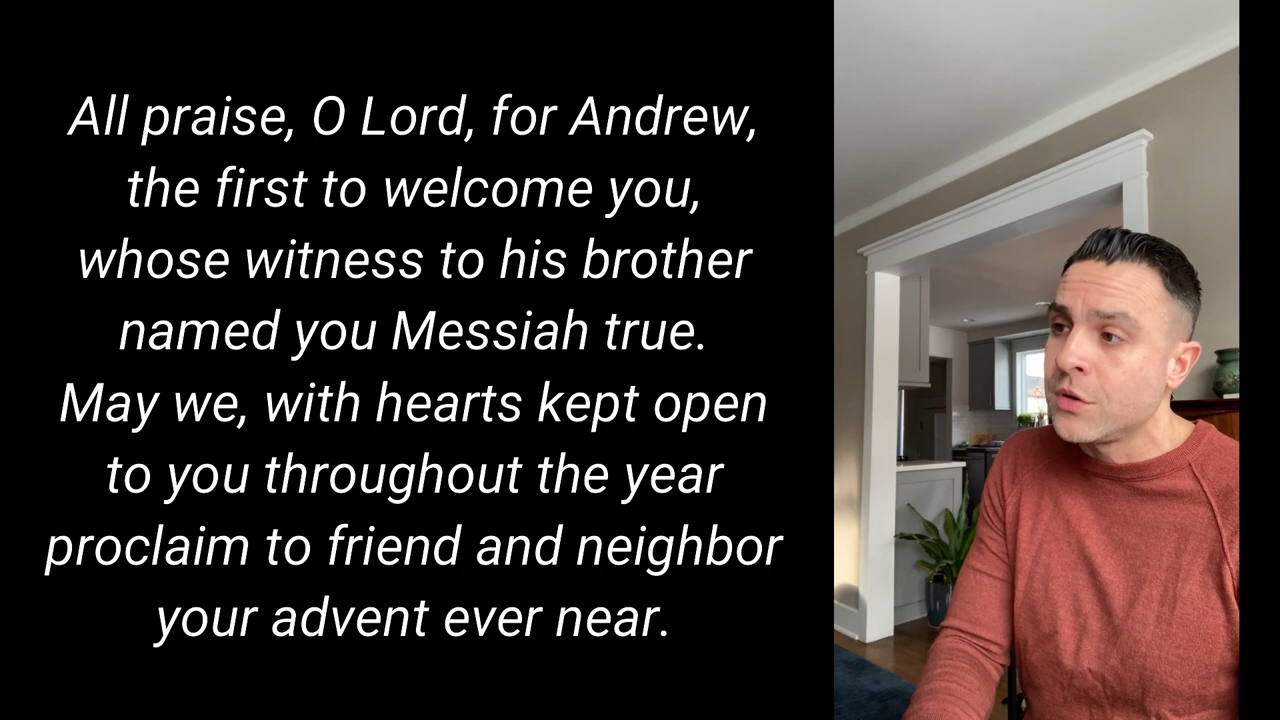 All praise, O Lord, for Andrew,
the first to welcome you,
whose witness to his brother
named you Messiah true.
May we, with hearts kept open
to you throughout the year
proclaim to friend and neighbor
your advent ever near.